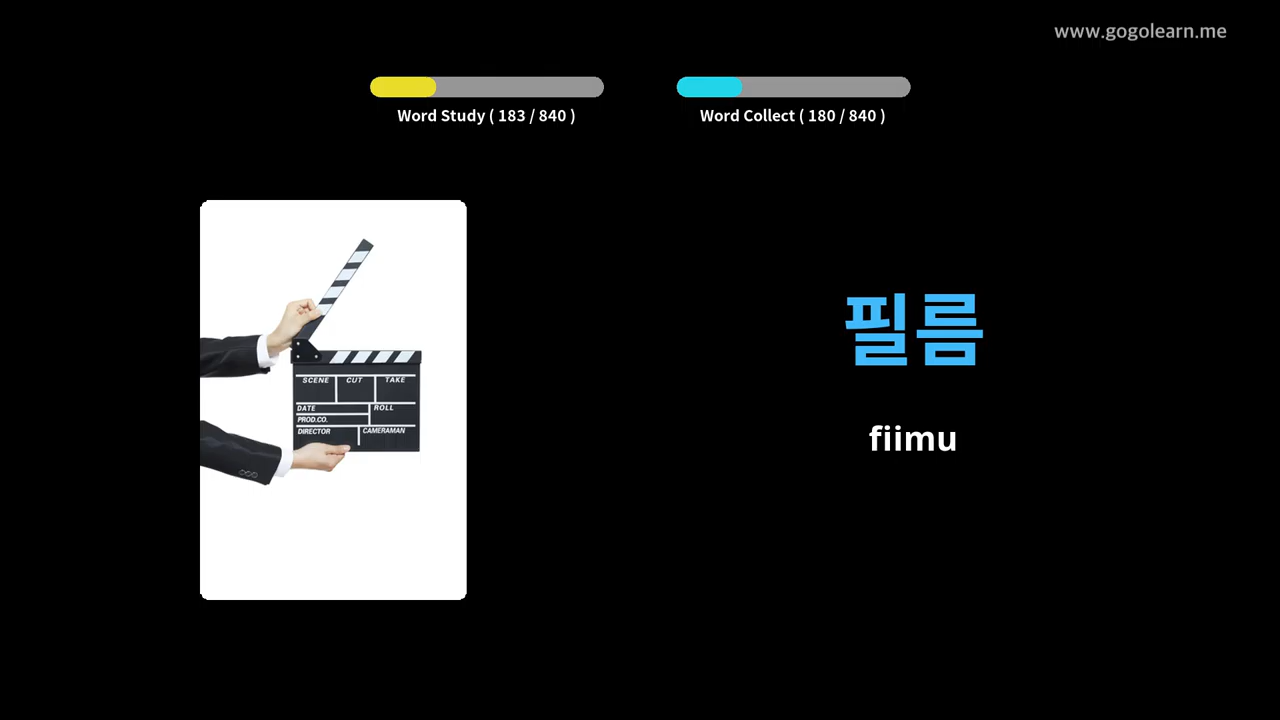 www.gogolearn.me
Word Study ( 183 / 840 )
Word Collect ( 180 / 840 )
SCENE CUT TAKE
DATE ROLL
PROD.CO.
DIRECTOR CAMERAMAN
필름
fiimu